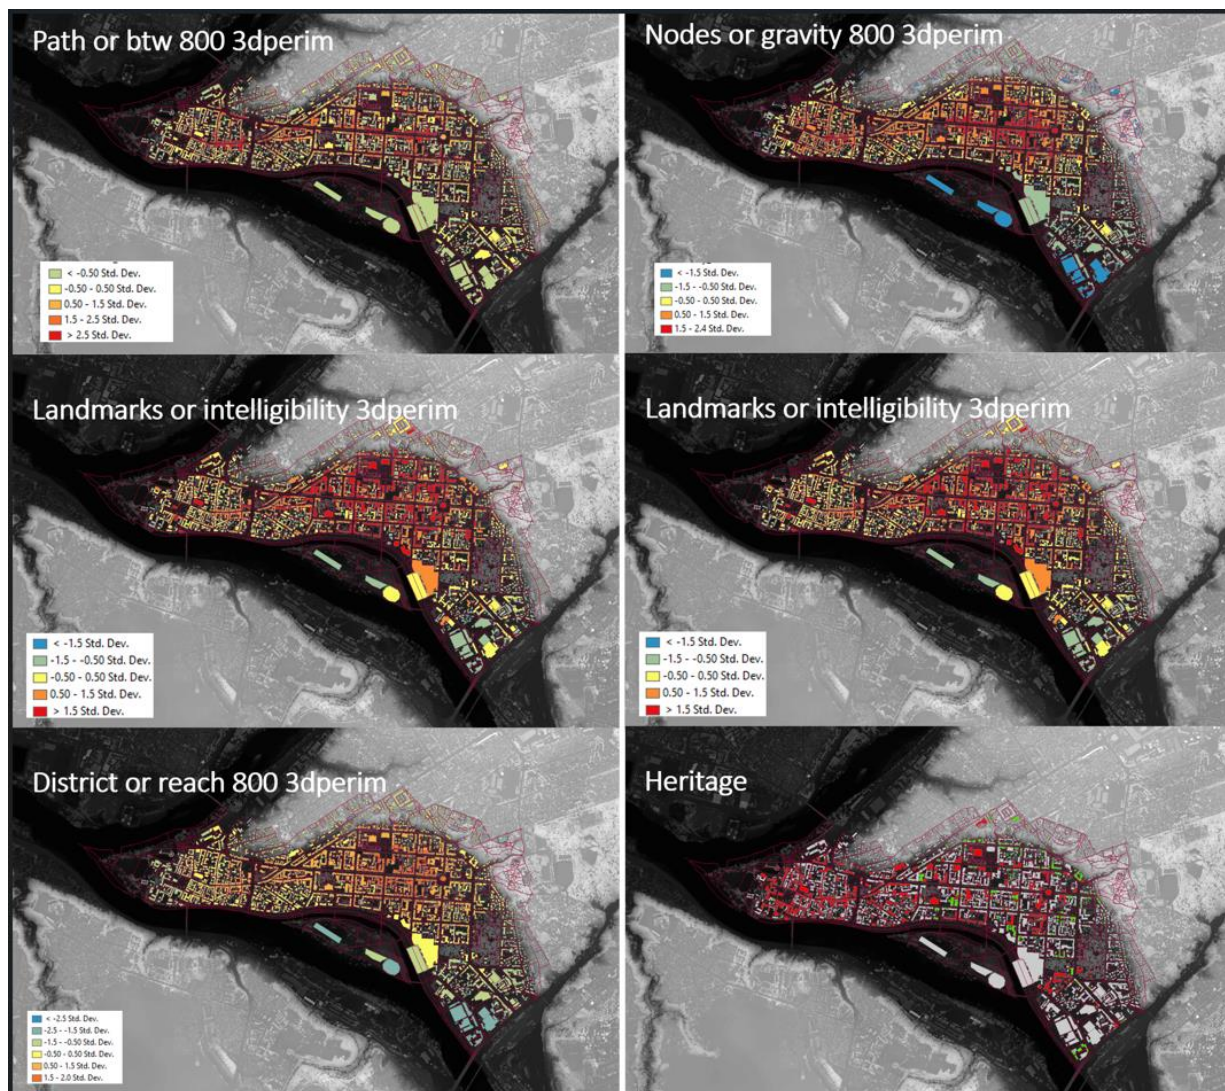 Path or btw 800 3dperim
< -0.50 Std. Dev.
-0.50 - 0.50 Std. Dev.
0.50 - 1.5 Std. Dev.
1.5 - 2.5 Std. Dev.
> 2.5 Std. Dev.
Nodes or gravity 800 3dperim
< -1.5 Std. Dev.
-1.5 - -0.50 Std. Dev.
-0.50 - 0.50 Std. Dev.
0.50 - 1.5 Std. Dev.
1.5 - 2.4 Std. Dev.
Landmarks or intelligibility 3dperim
< -1.5 Std. Dev.
-1.5 - -0.50 Std. Dev.
-0.50 - 0.50 Std. Dev.
0.50 - 1.5 Std. Dev.
> 1.5 Std. Dev.
Landmarks or intelligibility 3dperim
< -1.5 Std. Dev.
-1.5 - -0.50 Std. Dev.
-0.50 - 0.50 Std. Dev.
0.50 - 1.5 Std. Dev.
> 1.5 Std. Dev.
District or reach 800 3dperim
< -2.5 Std. Dev.
-2.5 - -1.5 Std. Dev.
-1.5 - -0.50 Std. Dev.
-0.50 - 0.50 Std. Dev.
0.50 - 1.5 Std. Dev.
1.5 - 2.0 Std. Dev.
Heritage